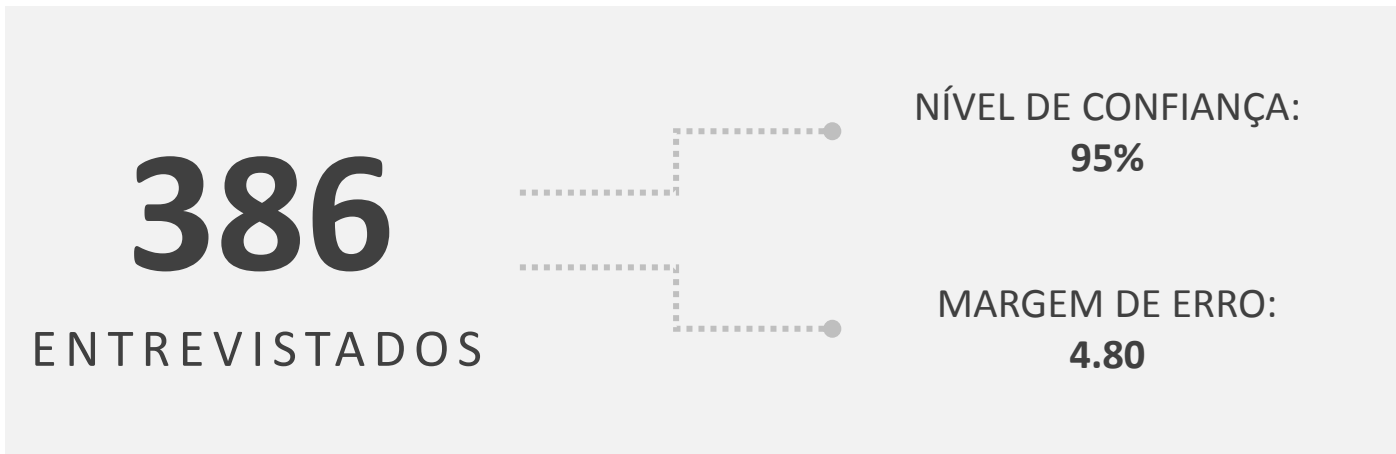 386
ENTREVISTADOS
NÍVEL DE CONFIANÇA:
95%
MARGEM DE ERRO:
4.80